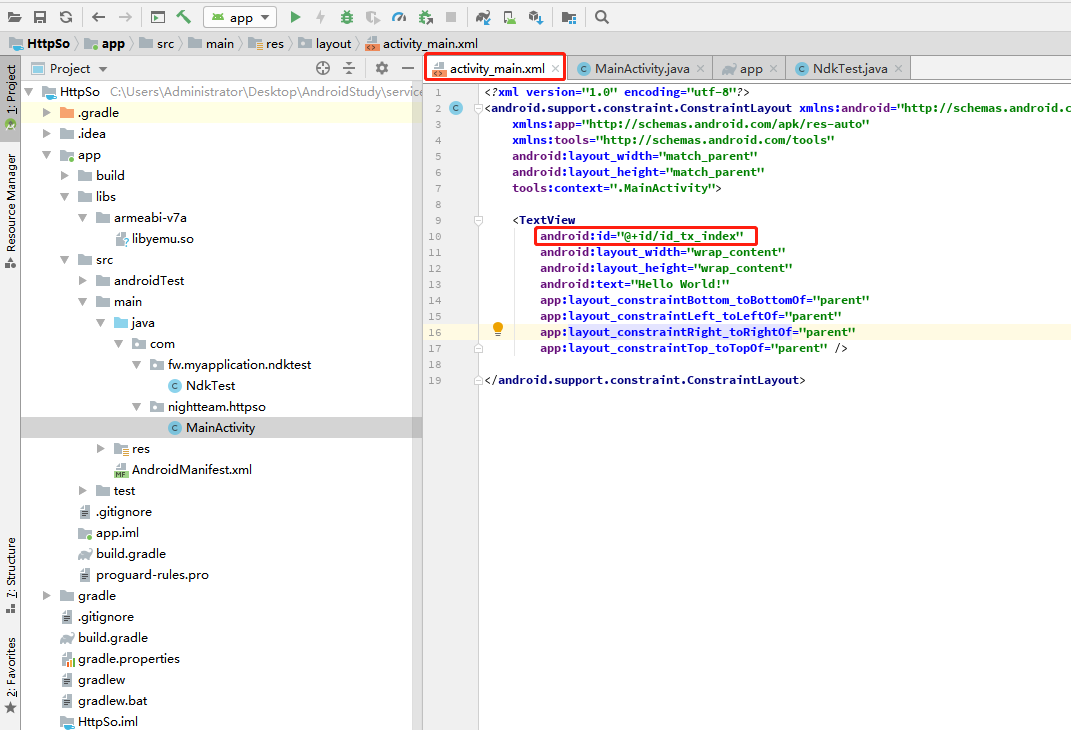 app
HttpSo app src main res layout activity_main.xml
Project
activity_main.xml MainActivity.java app NdkTest.java
1: Project
Resource Manager
7: Structure
2: Favorites
HttpSo C:\Users\Administrator\Desktop\AndroidStudy\service
.gradle
.idea
app
build
libs
armeabi-v7a
libyemu.so
src
androidTest
main
java
com
fw.myapplication.ndktest
NdkTest
nightteam.httpso
MainActivity
res
MF
AndroidManifest.xml
test
.gitignore
app.iml
build.gradle
proguard-rules.pro
gradle
.gitignore
build.gradle
gradle.properties
gradlew
gradlew.bat
HttpSo.iml
1 <?xml version="1.0" encoding="utf-8"?>
2 <android.support.constraint.ConstraintLayout xmlns:android="http://schemas.android.c
3 xmlns:app="http://schemas.android.com/apk/res-auto"
4 xmlns:tools="http://schemas.android.com/tools"
5 android:layout_width="match_parent"
6 android:layout_height="match_parent"
7 tools:context=".MainActivity">
8
9 <TextView
10 android:id="@+id/id_tx_index"
11 android:layout_width="wrap_content"
12 android:layout_height="wrap_content"
13 android:text="Hello World!"
14 app:layout_constraintBottom_toBottomOf="parent"
15 app:layout_constraintLeft_toLeftOf="parent"
16 app:layout_constraintRight_toRightOf="parent"
17 app:layout_constraintTop_toTopOf="parent" />
18
19 </android.support.constraint.ConstraintLayout>